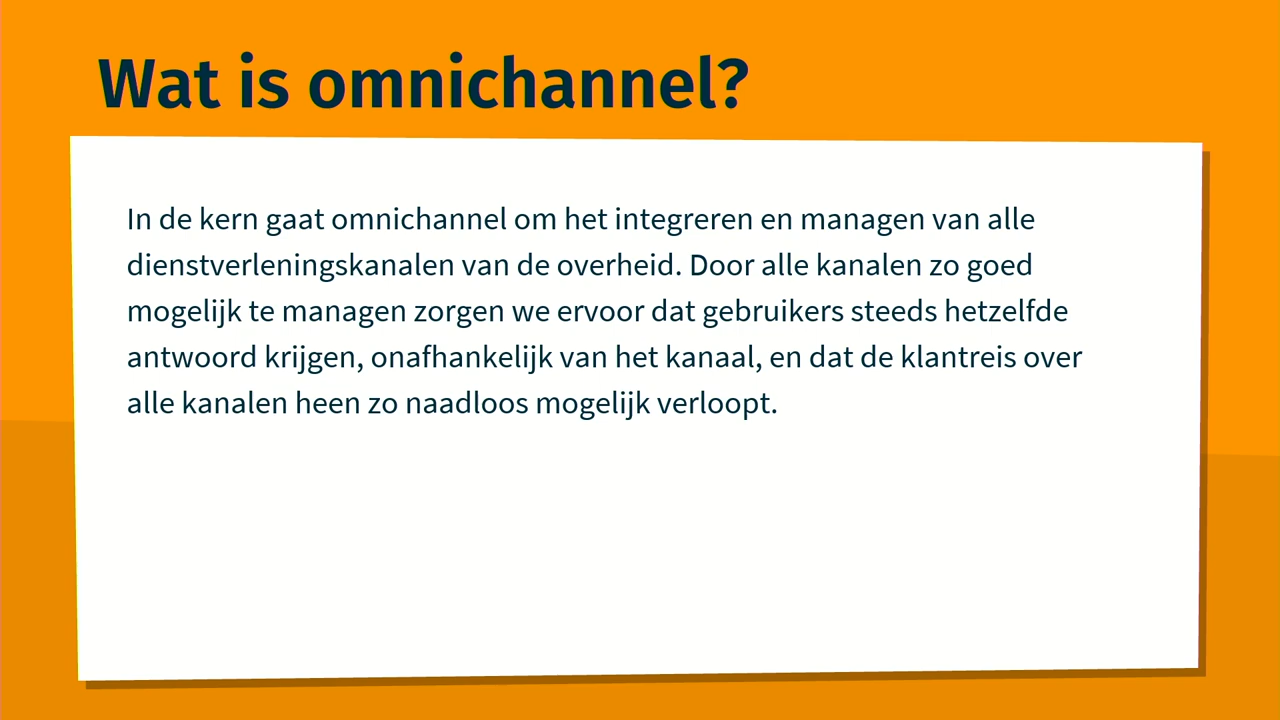 Wat is omnichannel?
In de kern gaat omnichannel om het integreren en managen van alle
dienstverleningskanalen van de overheid. Door alle kanalen zo goed
mogelijk te managen zorgen we ervoor dat gebruikers steeds hetzelfde
antwoord krijgen, onafhankelijk van het kanaal, en dat de klantreis over
alle kanalen heen zo naadloos mogelijk verloopt.